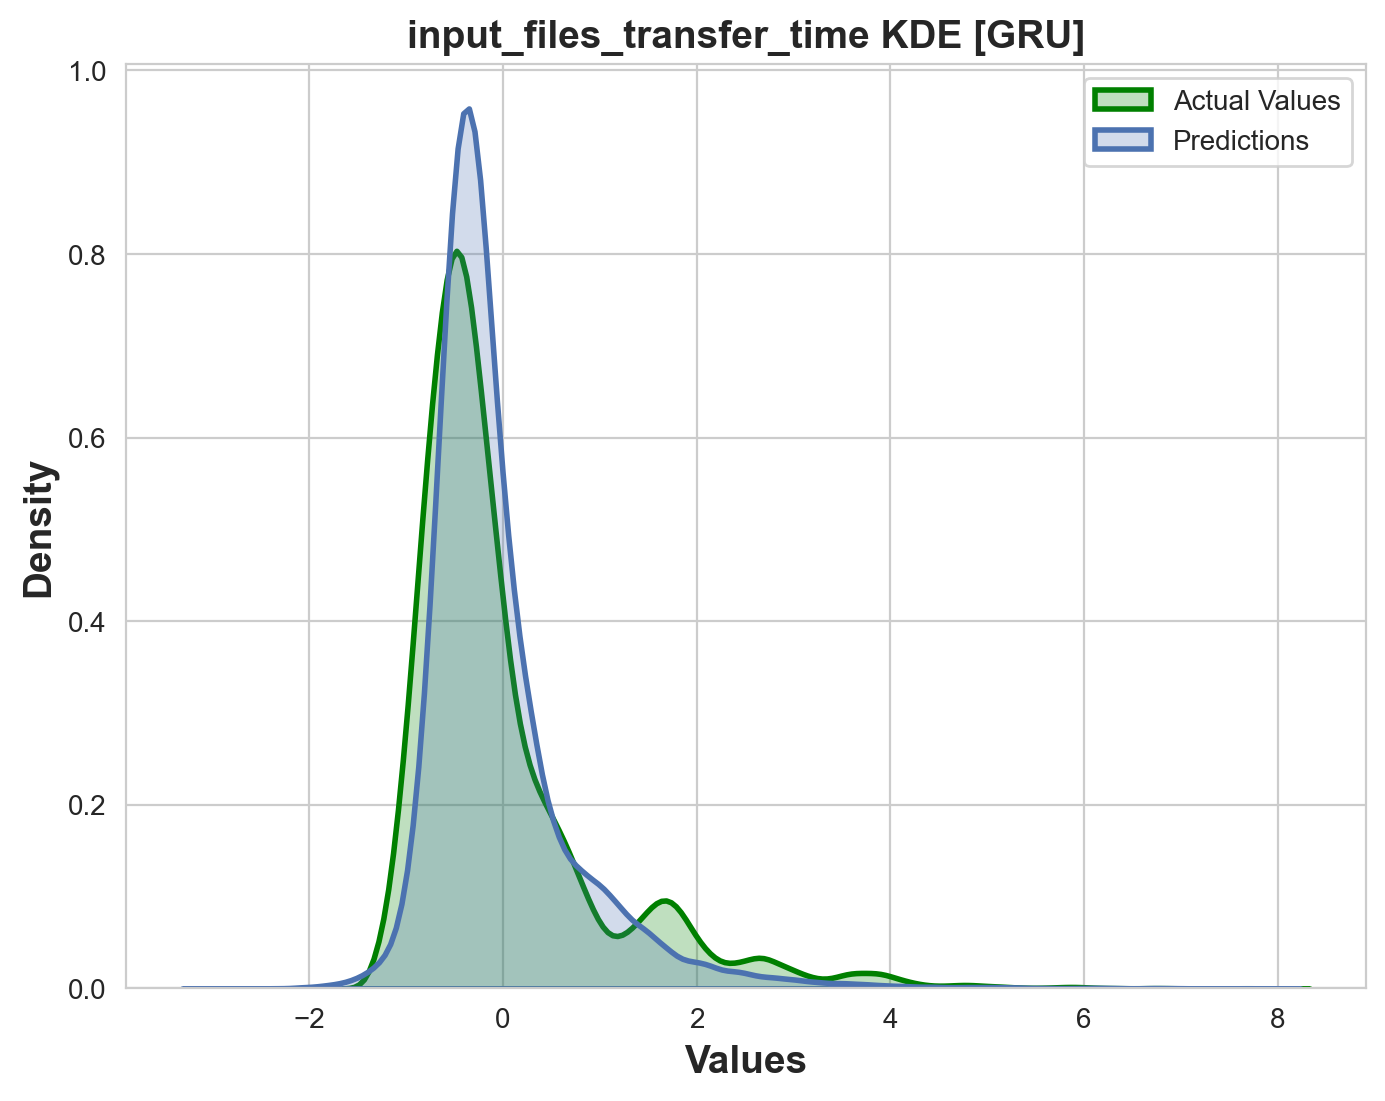 input_files_transfer_time KDE [GRU]
Actual Values
Predictions
1.0
0.8
0.6
0.4
0.2
0.0
Density
−2
0
2
4
6
8
Values